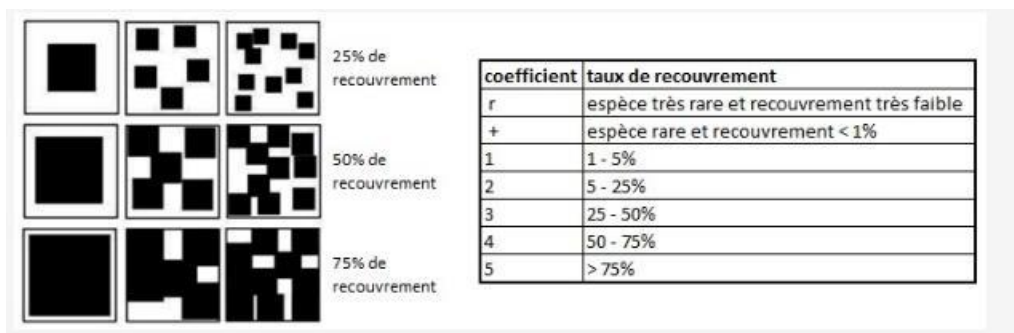 25% de
recouvrement
50% de
recouvrement
75% de
recouvrement
coefficient taux de recouvrement
r espèce très rare et recouvrement très faible
+ espèce rare et recouvrement < 1%
1 1 - 5%
2 5 - 25%
3 25 - 50%
4 50 - 75%
5 > 75%